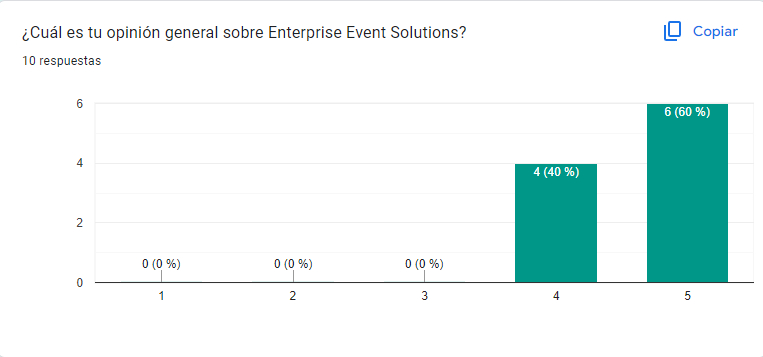 ¿Cuál es tu opinión general sobre Enterprise Event Solutions?
Copiar
10 respuestas
6
4
2
0
0 (0 %)
0 (0 %)
0 (0 %)
4 (40 %)
6 (60 %)
1
2
3
4
5